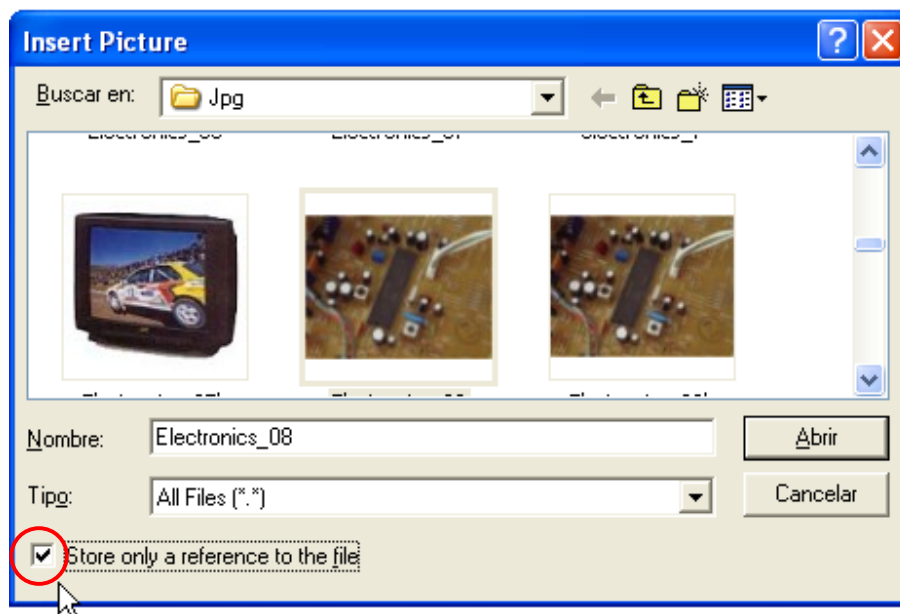 Insert Picture
Buscar en: Jpg
Nombre: Electronics_08 Abrir
Tipo: All Files (*.*) Cancelar
Store only a reference to the file